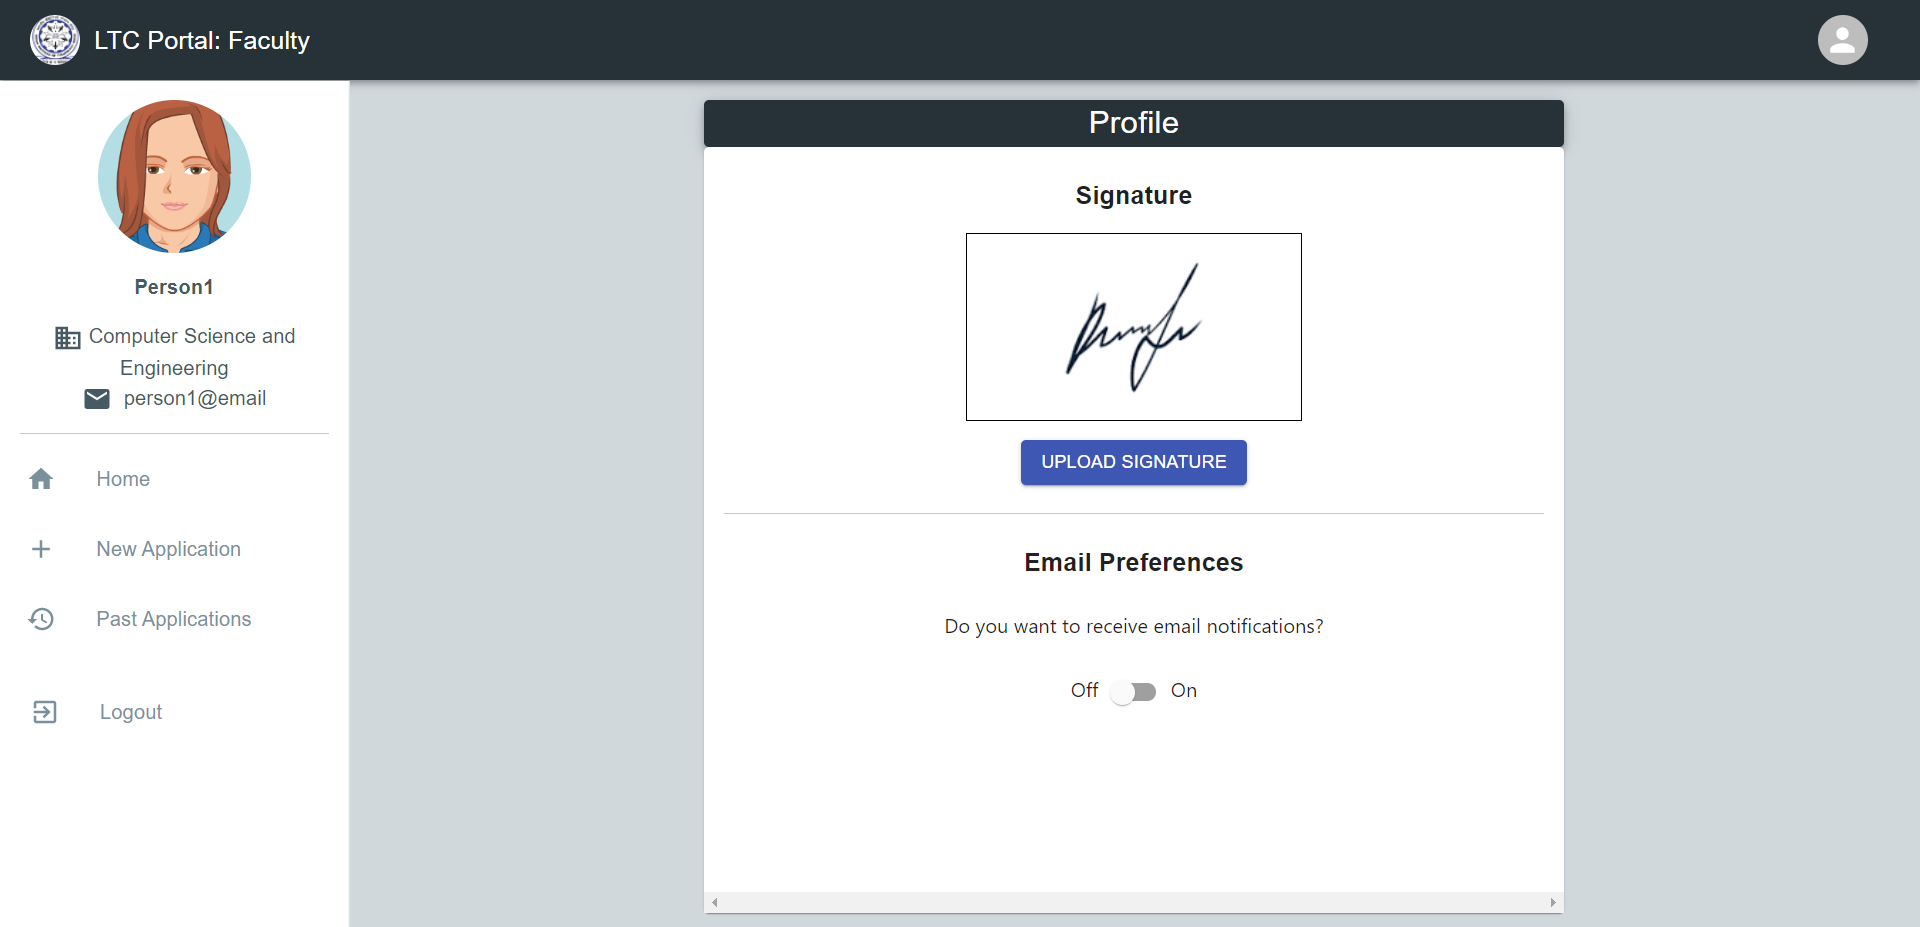 LTC Portal: Faculty
Person1
Computer Science and
Engineering
person1@email
Home
New Application
Past Applications
Logout
Profile
Signature
UPLOAD SIGNATURE
Email Preferences
Do you want to receive email notifications?
Off On